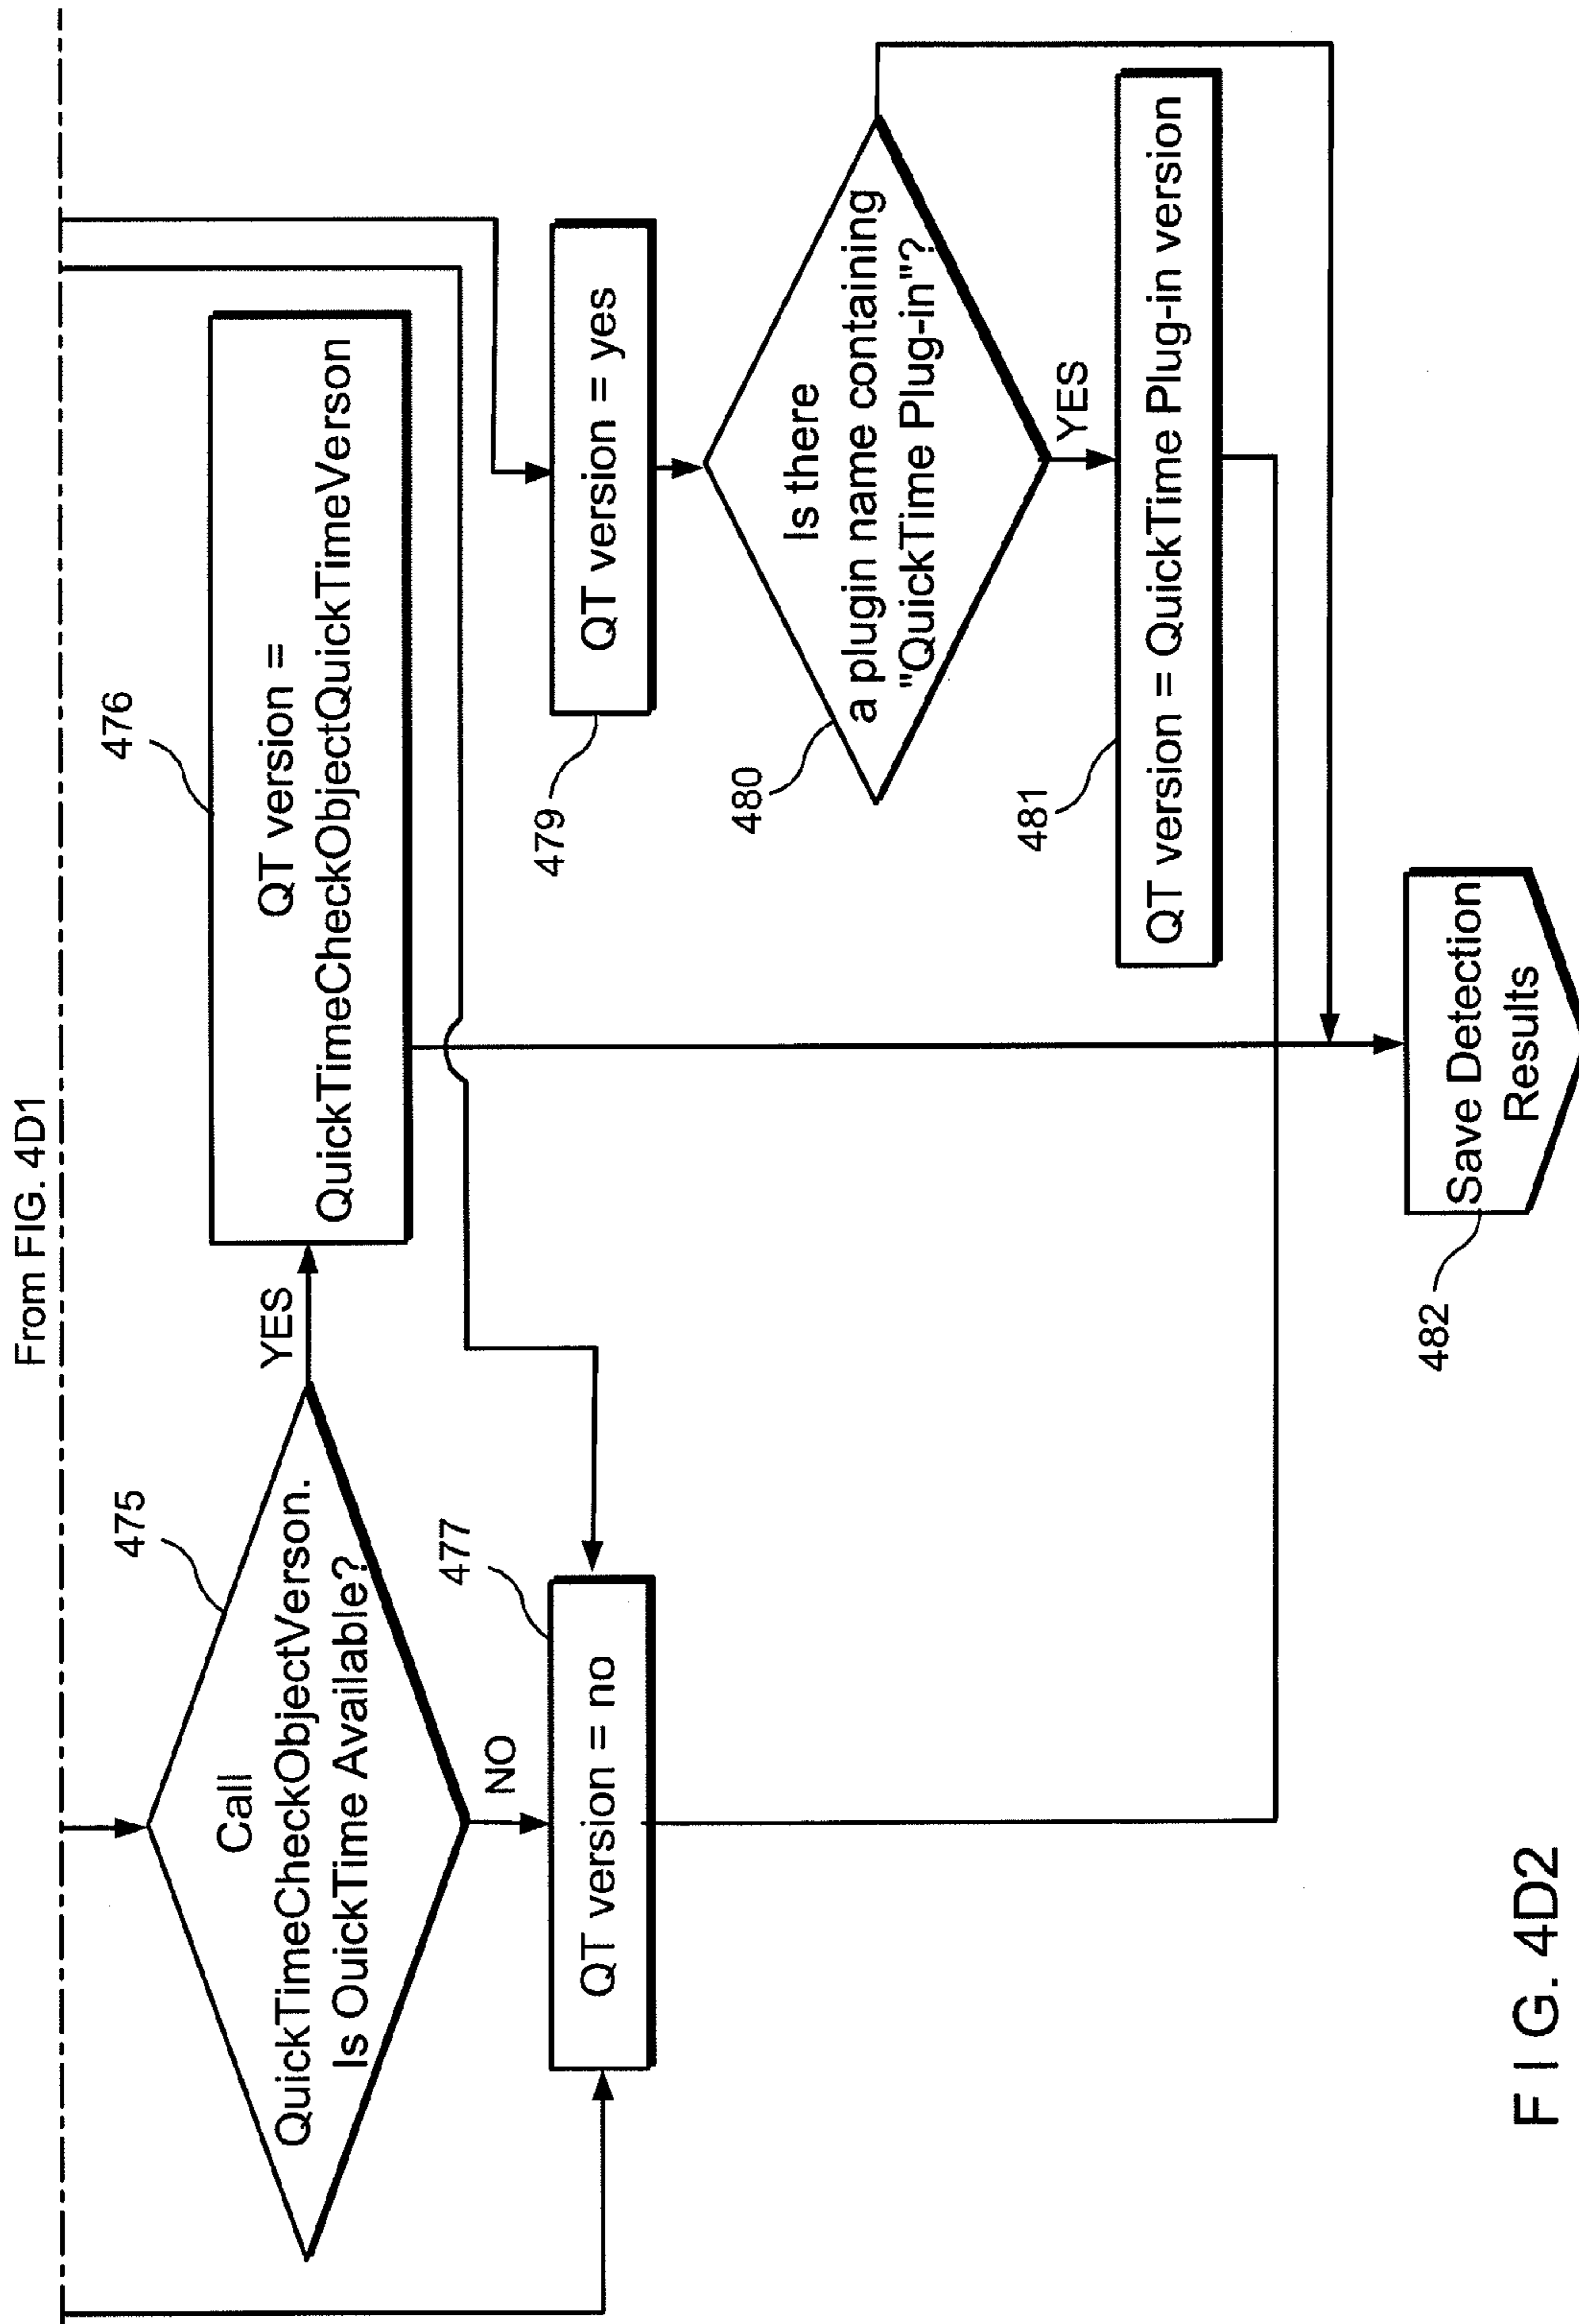 From FIG. 4D1
475
Call
QuickTimeCheckObjectVerson.
Is OuickTime Available?
YES
NO
476
QT version =
QuickTimeCheckObjectQuickTimeVerson
477
QT version = no
479
QT version = yes
480
Is there
a plugin name containing
"QuickTime Plug-in"?
YES
481
QT version = QuickTime Plug-in version
482
Save Detection
Results
FIG. 4D2